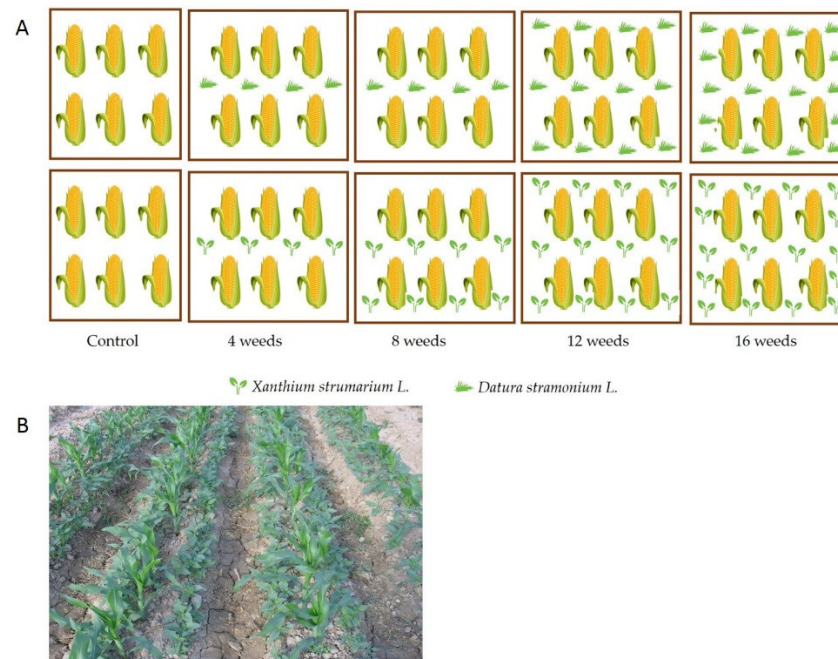 A
Control 4 weeds 8 weeds 12 weeds 16 weeds
Xanthium strumarium L. Datura stramonium L.
B